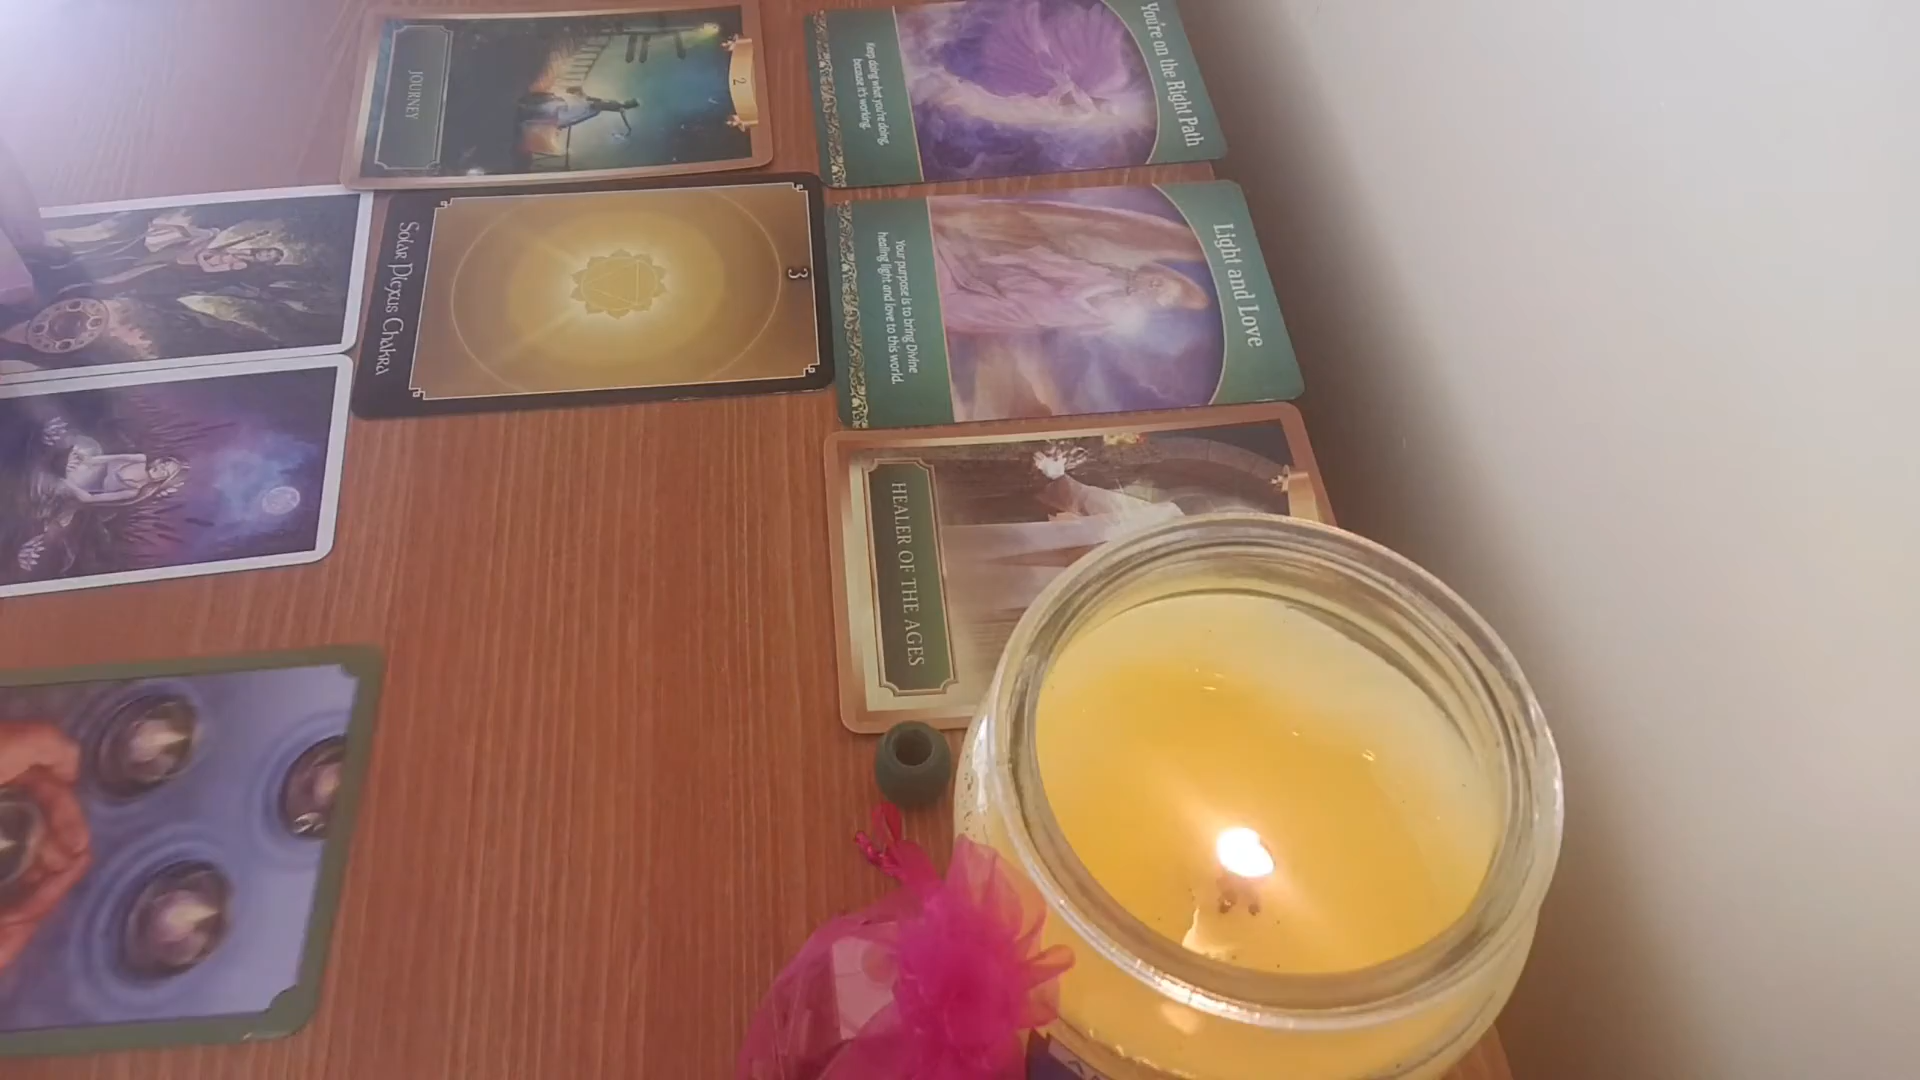 2
JOURNEY
You're on the Right Path
Keep doing what you're doing,
because it's working.
3
Solar Plexus Chakra
Light and Love
Your purpose is to bring Divine
healing light and love to this world.
HEALER OF THE AGES